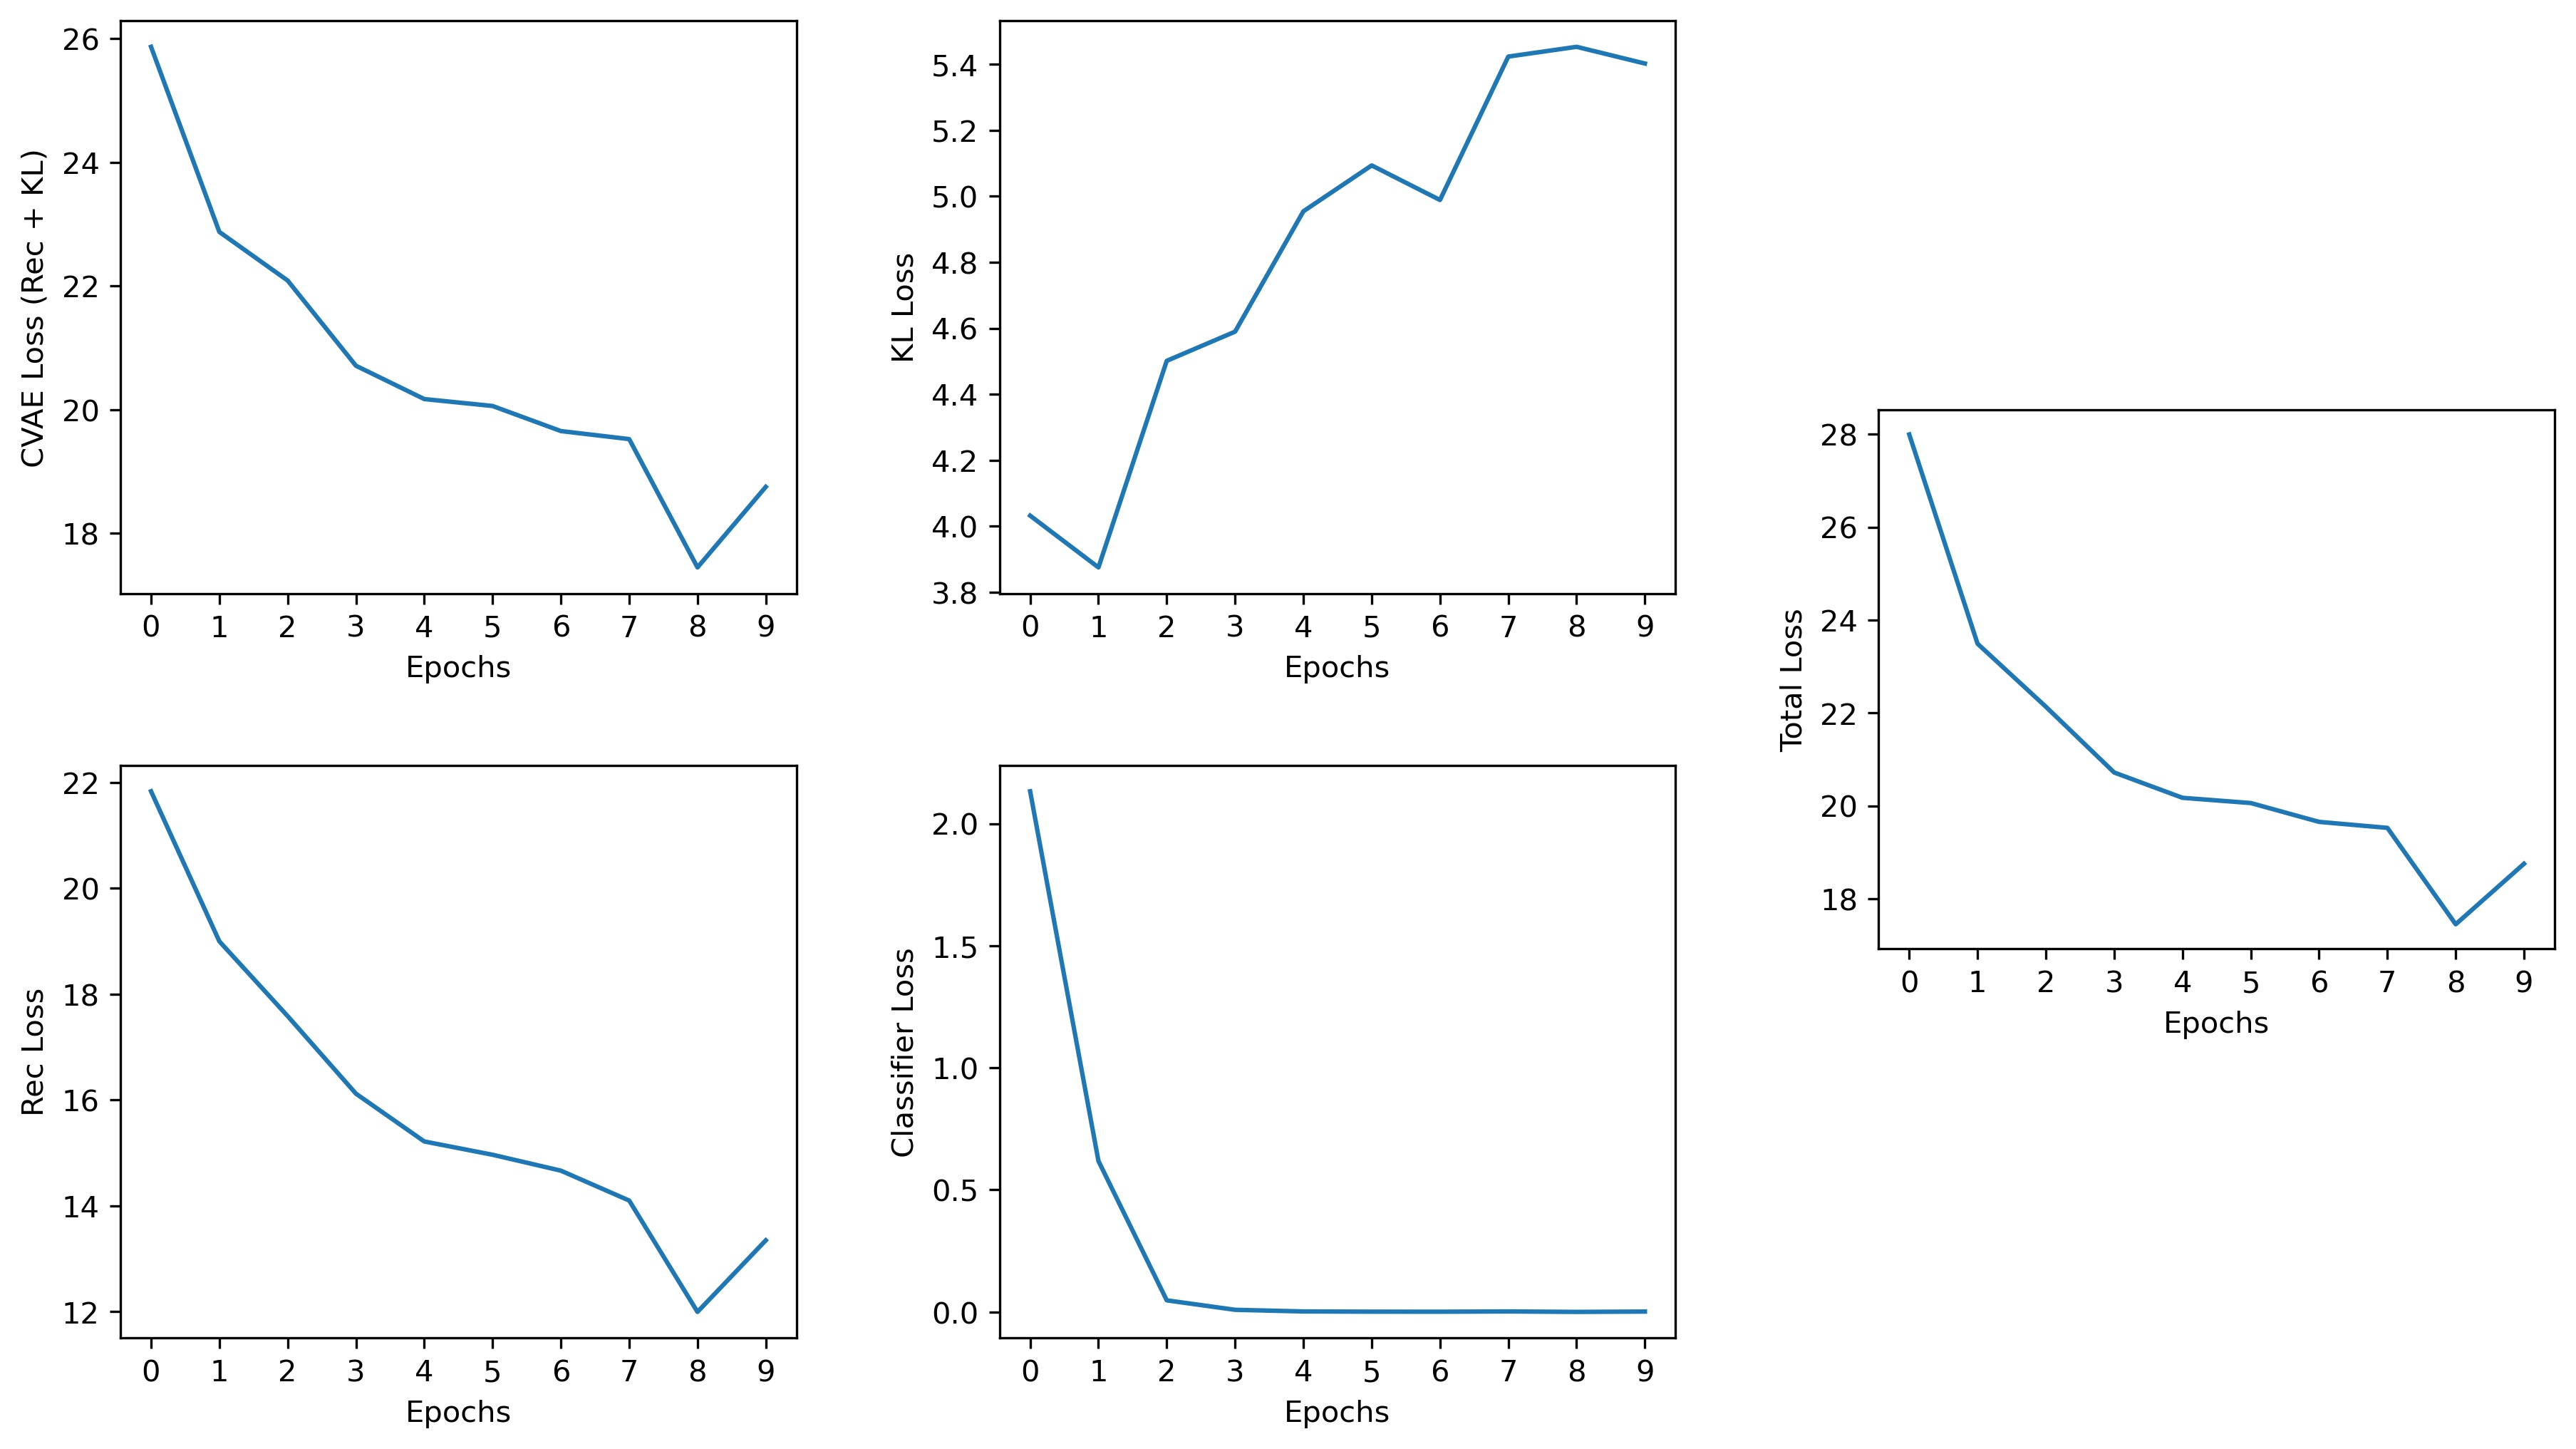 CVAE Loss (Rec + KL)
26
24
22
20
18
0 1 2 3 4 5 6 7 8 9
Epochs
KL Loss
5.4
5.2
5.0
4.8
4.6
4.4
4.2
4.0
3.8
0 1 2 3 4 5 6 7 8 9
Epochs
Rec Loss
22
20
18
16
14
12
0 1 2 3 4 5 6 7 8 9
Epochs
Classifier Loss
2.0
1.5
1.0
0.5
0.0
0 1 2 3 4 5 6 7 8 9
Epochs
Total Loss
28
26
24
22
20
18
0 1 2 3 4 5 6 7 8 9
Epochs